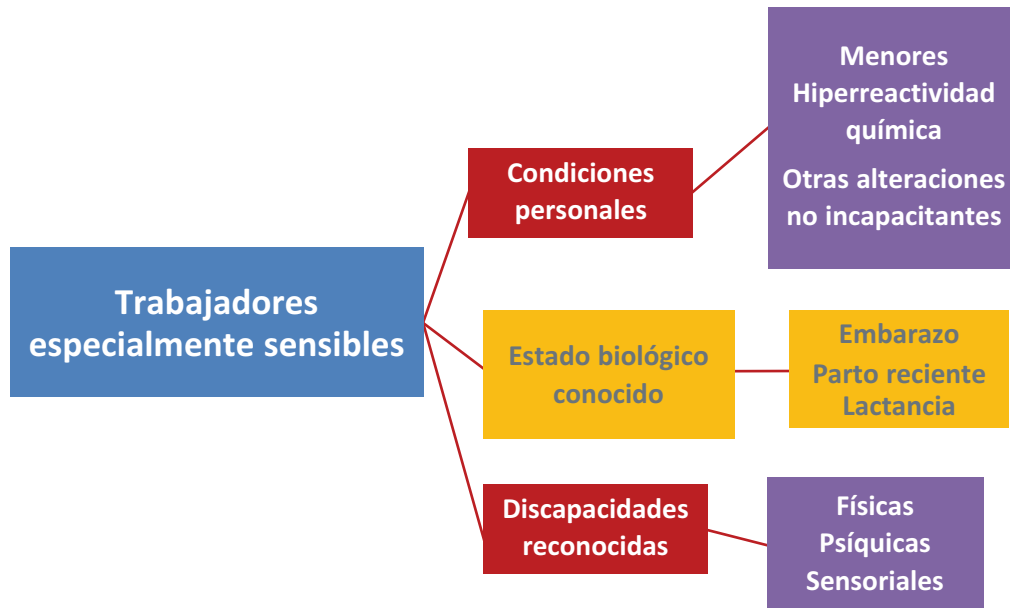 Trabajadores
especialmente sensibles
Condiciones
personales
Menores
Hiperreactividad
química
Otras alteraciones
no incapacitantes
Estado biológico
conocido
Embarazo
Parto reciente
Lactancia
Discapacidades
reconocidas
Físicas
Psíquicas
Sensoriales